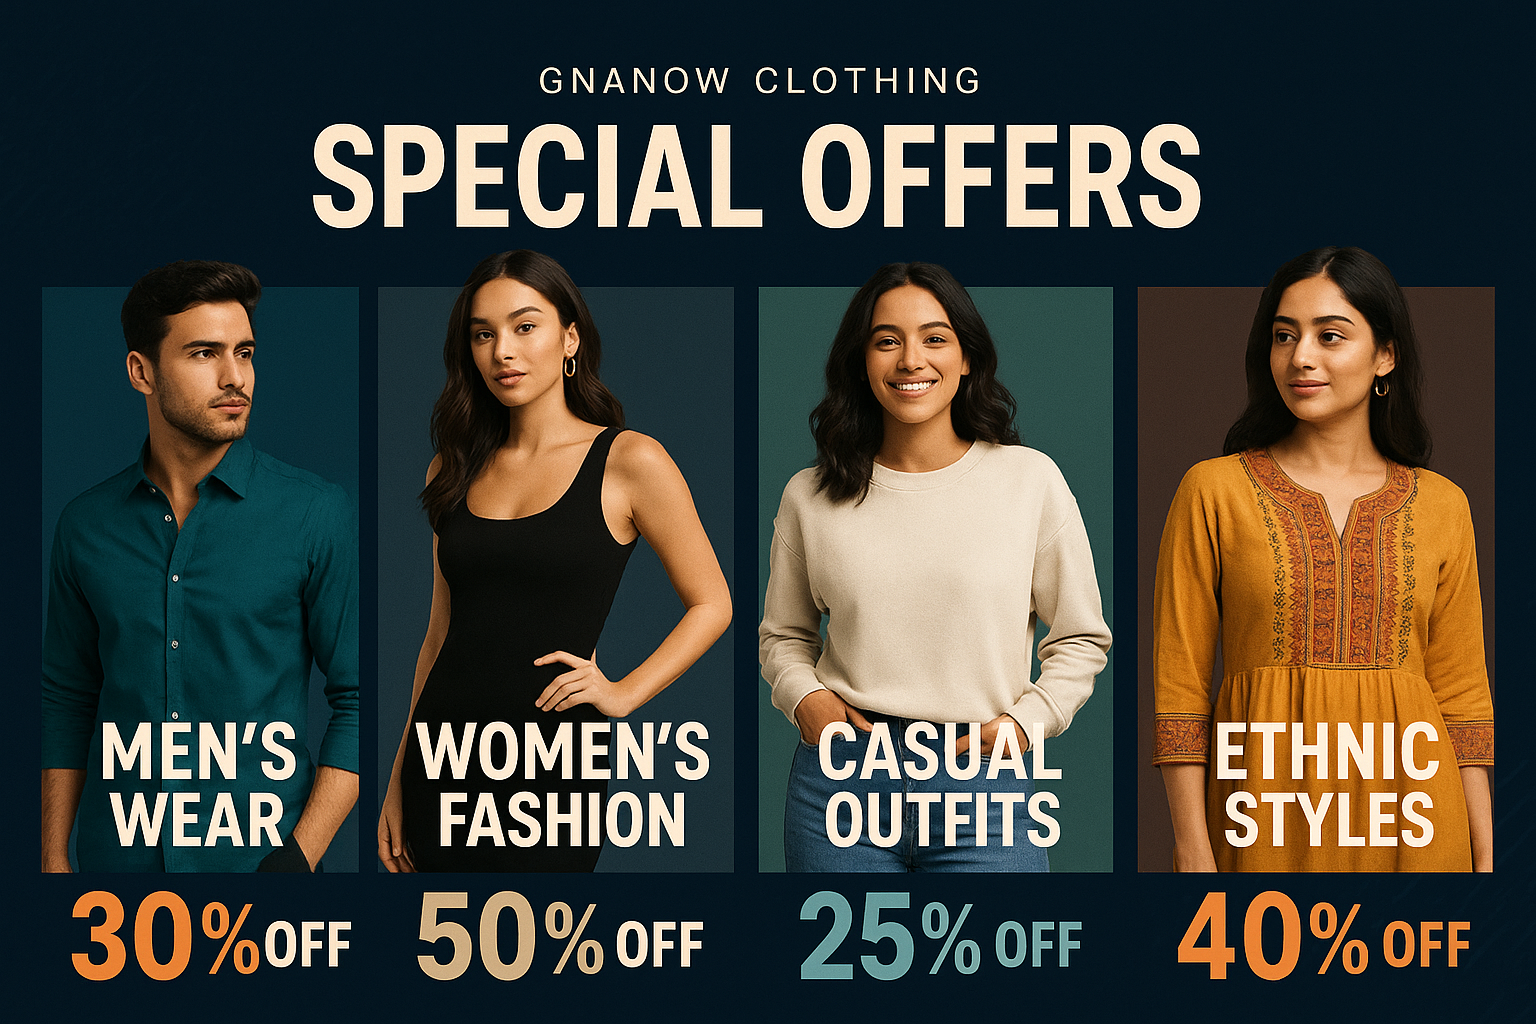 GNANOW CLOTHING
SPECIAL OFFERS
MEN'S
WEAR
30% OFF
WOMEN'S
FASHION
50% OFF
CASUAL
OUTFITS
25% OFF
ETHNIC
STYLES
40% OFF